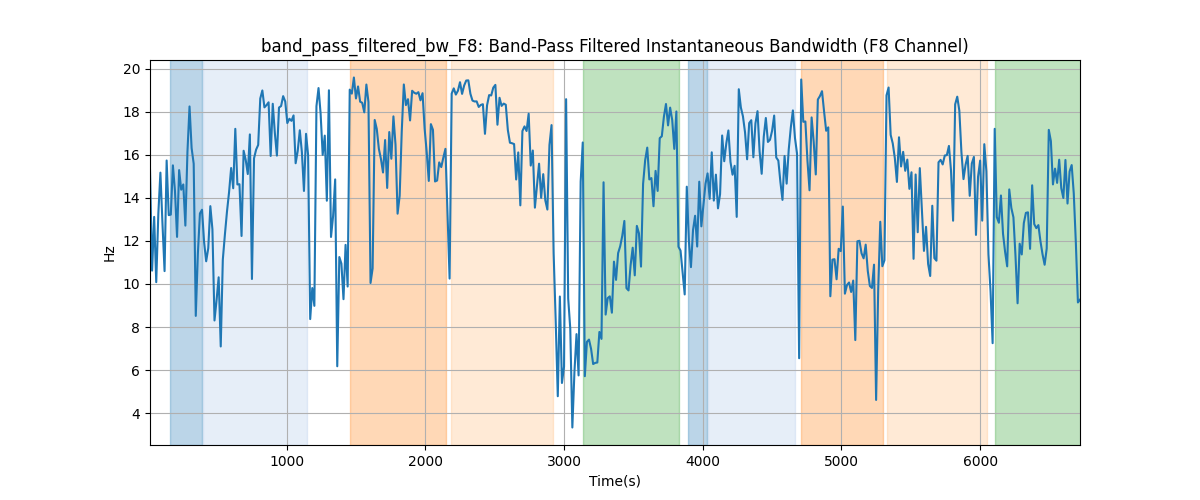 band_pass_filtered_bw_F8: Band-Pass Filtered Instantaneous Bandwidth (F8 Channel)
20
18
16
14
12
10
8
6
4
Hz
1000 2000 3000 4000 5000 6000
Time(s)